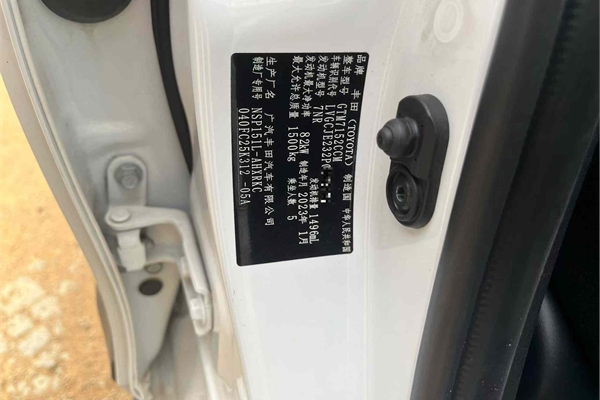 品牌 丰田(TOYOTA) 制造国 中华人民共和国
整车型号 GTM7152CCM
车辆识别代号 LVGCJE232P
发动机型号 7NR 发动机排量 1496mL
发动机最大净功率 82kW 制造年月 2023年 1月
最大允许总质量 1500kg 乘坐人数 5
生产厂名 广汽丰田汽车有限公司
制造厂专用号 NSP151L-AHXRKC
040FC25K312 -05A